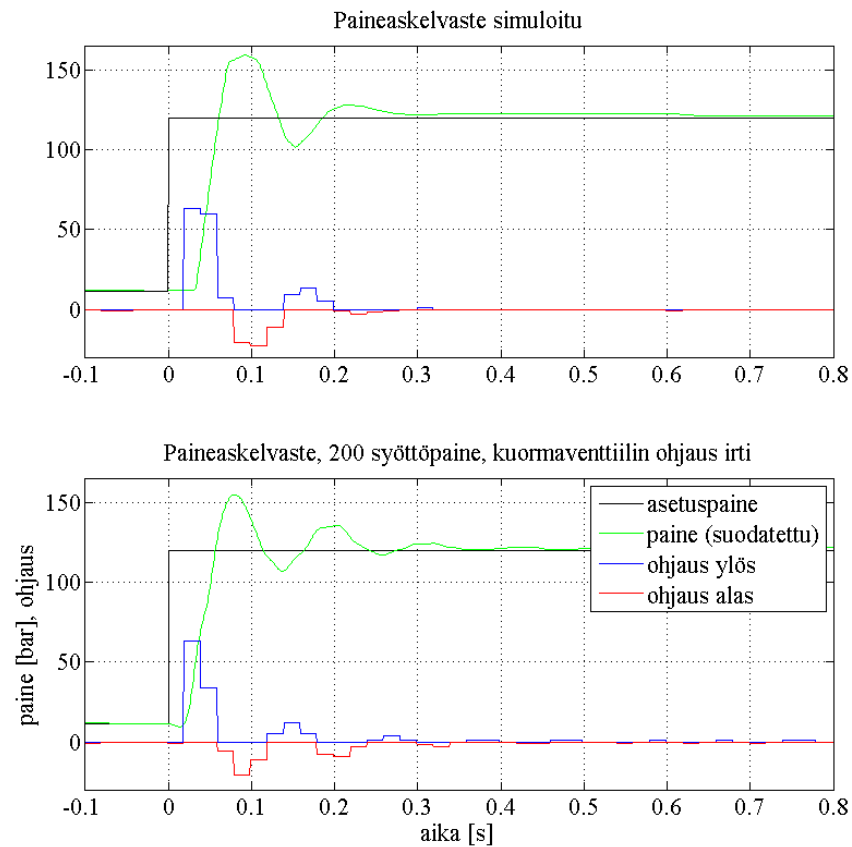 Paineaskelvaste simuloitu
150
100
50
0
-0.1 0 0.1 0.2 0.3 0.4 0.5 0.6 0.7 0.8
Paineaskelvaste, 200 syöttöpaine, kuormaventtiilin ohjaus irti
paine [bar], ohjaus
150
100
50
0
asetuspaine
paine (suodatettu)
ohjaus ylös
ohjaus alas
-0.1 0 0.1 0.2 0.3 0.4 0.5 0.6 0.7 0.8
aika [s]